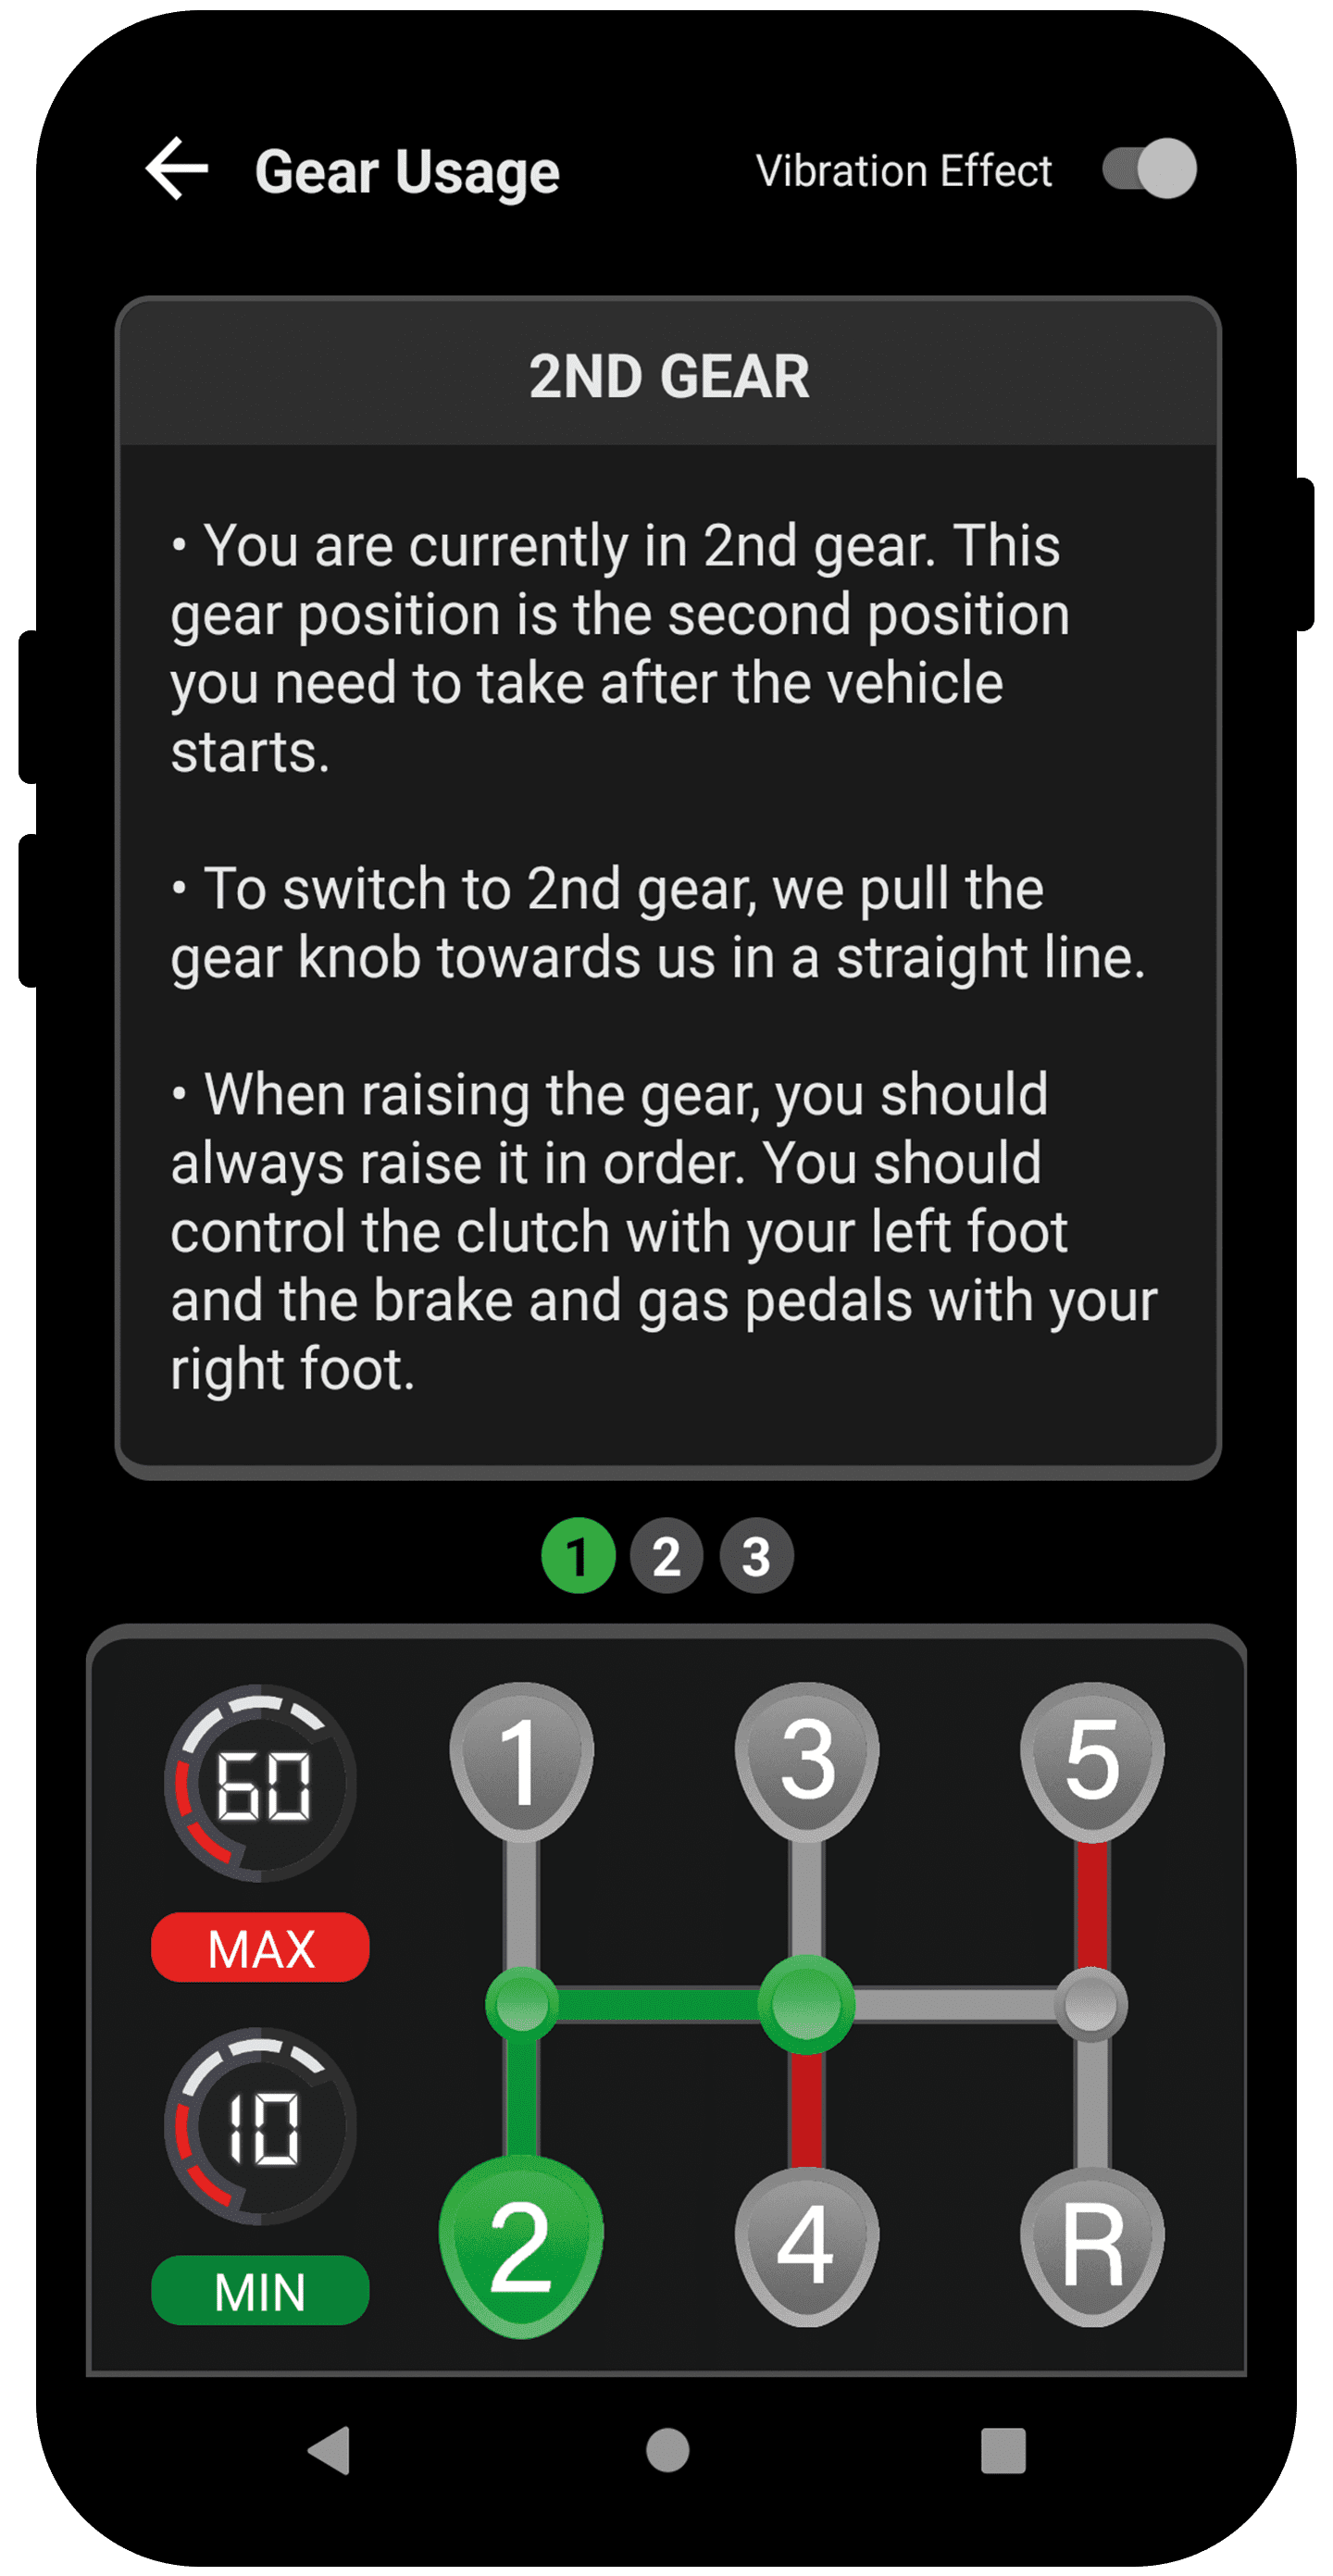 Gear Usage
Vibration Effect
2ND GEAR
• You are currently in 2nd gear. This
gear position is the second position
you need to take after the vehicle
starts.
• To switch to 2nd gear, we pull the
gear knob towards us in a straight line.
• When raising the gear, you should
always raise it in order. You should
control the clutch with your left foot
and the brake and gas pedals with your
right foot.
1 2 3
60
MAX
10
MIN
1 3 5
2 4 R